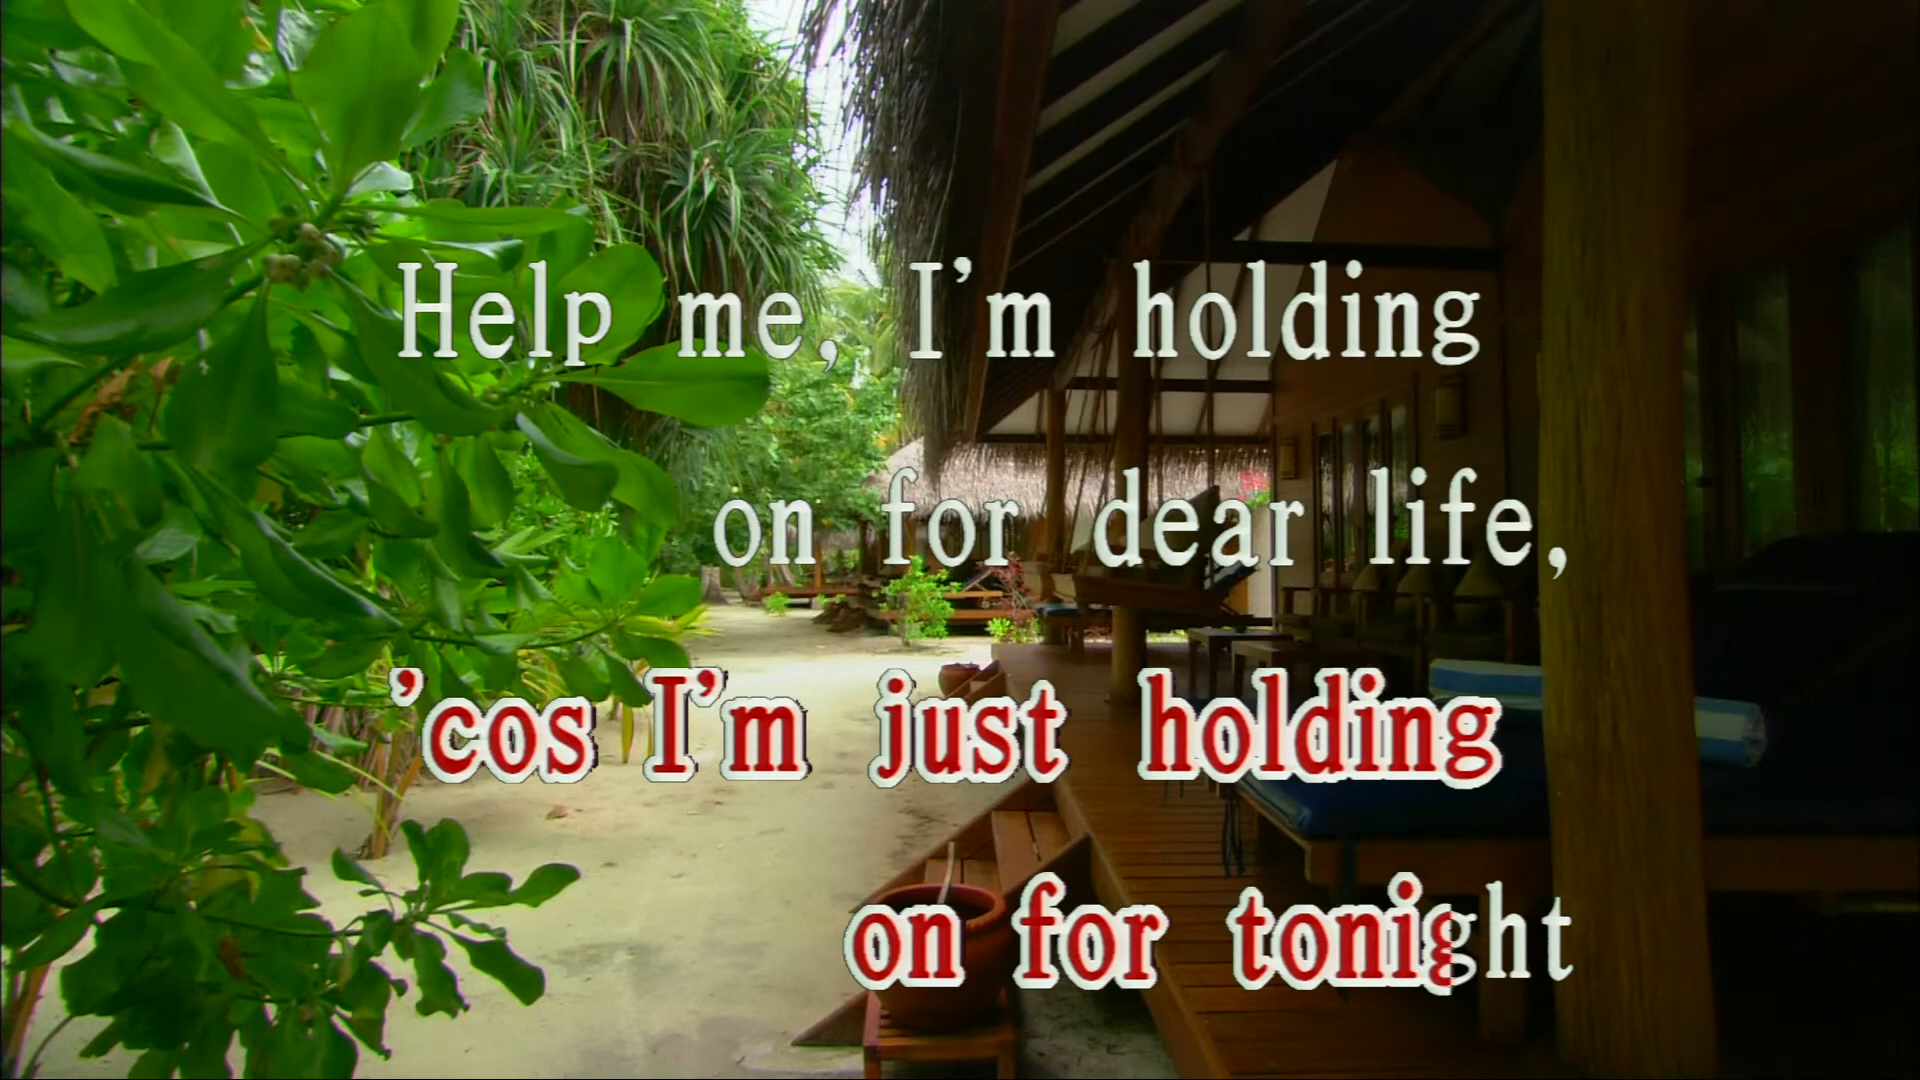 Help me, I'm holding
on for dear life,
'cos I'm just holding
on for tonight